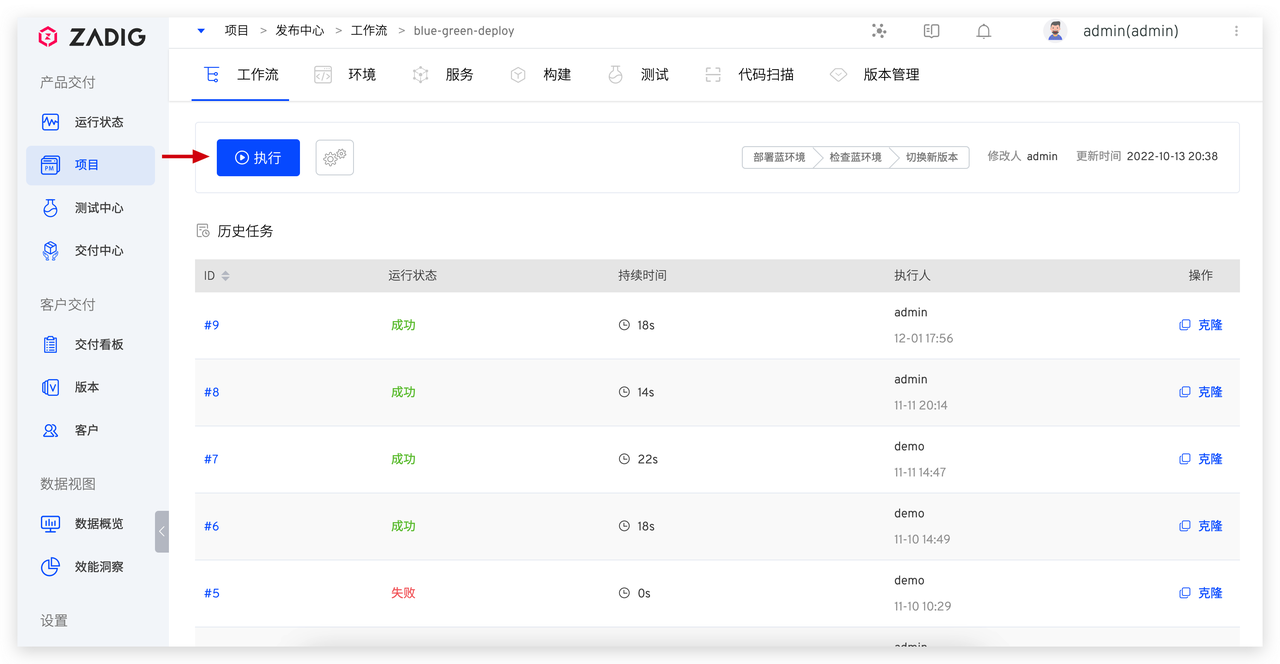 ZADIG
项目 > 发布中心 > 工作流 > blue-green-deploy
admin(admin)
产品交付
运行状态
项目
测试中心
交付中心
客户交付
交付看板
版本
客户
数据视图
数据概览
效能洞察
设置
工作流 环境 服务 构建 测试 代码扫描 版本管理
执行
部署蓝环境 检查蓝环境 切换新版本 修改人 admin 更新时间 2022-10-13 20:38
历史任务
ID 运行状态 持续时间 执行人 操作
#9 成功 18s admin 克隆
12-01 17:56
#8 成功 14s admin 克隆
11-11 20:14
#7 成功 22s demo 克隆
11-11 14:47
#6 成功 18s demo 克隆
11-10 14:49
#5 失败 0s demo 克隆
11-10 10:29
admin